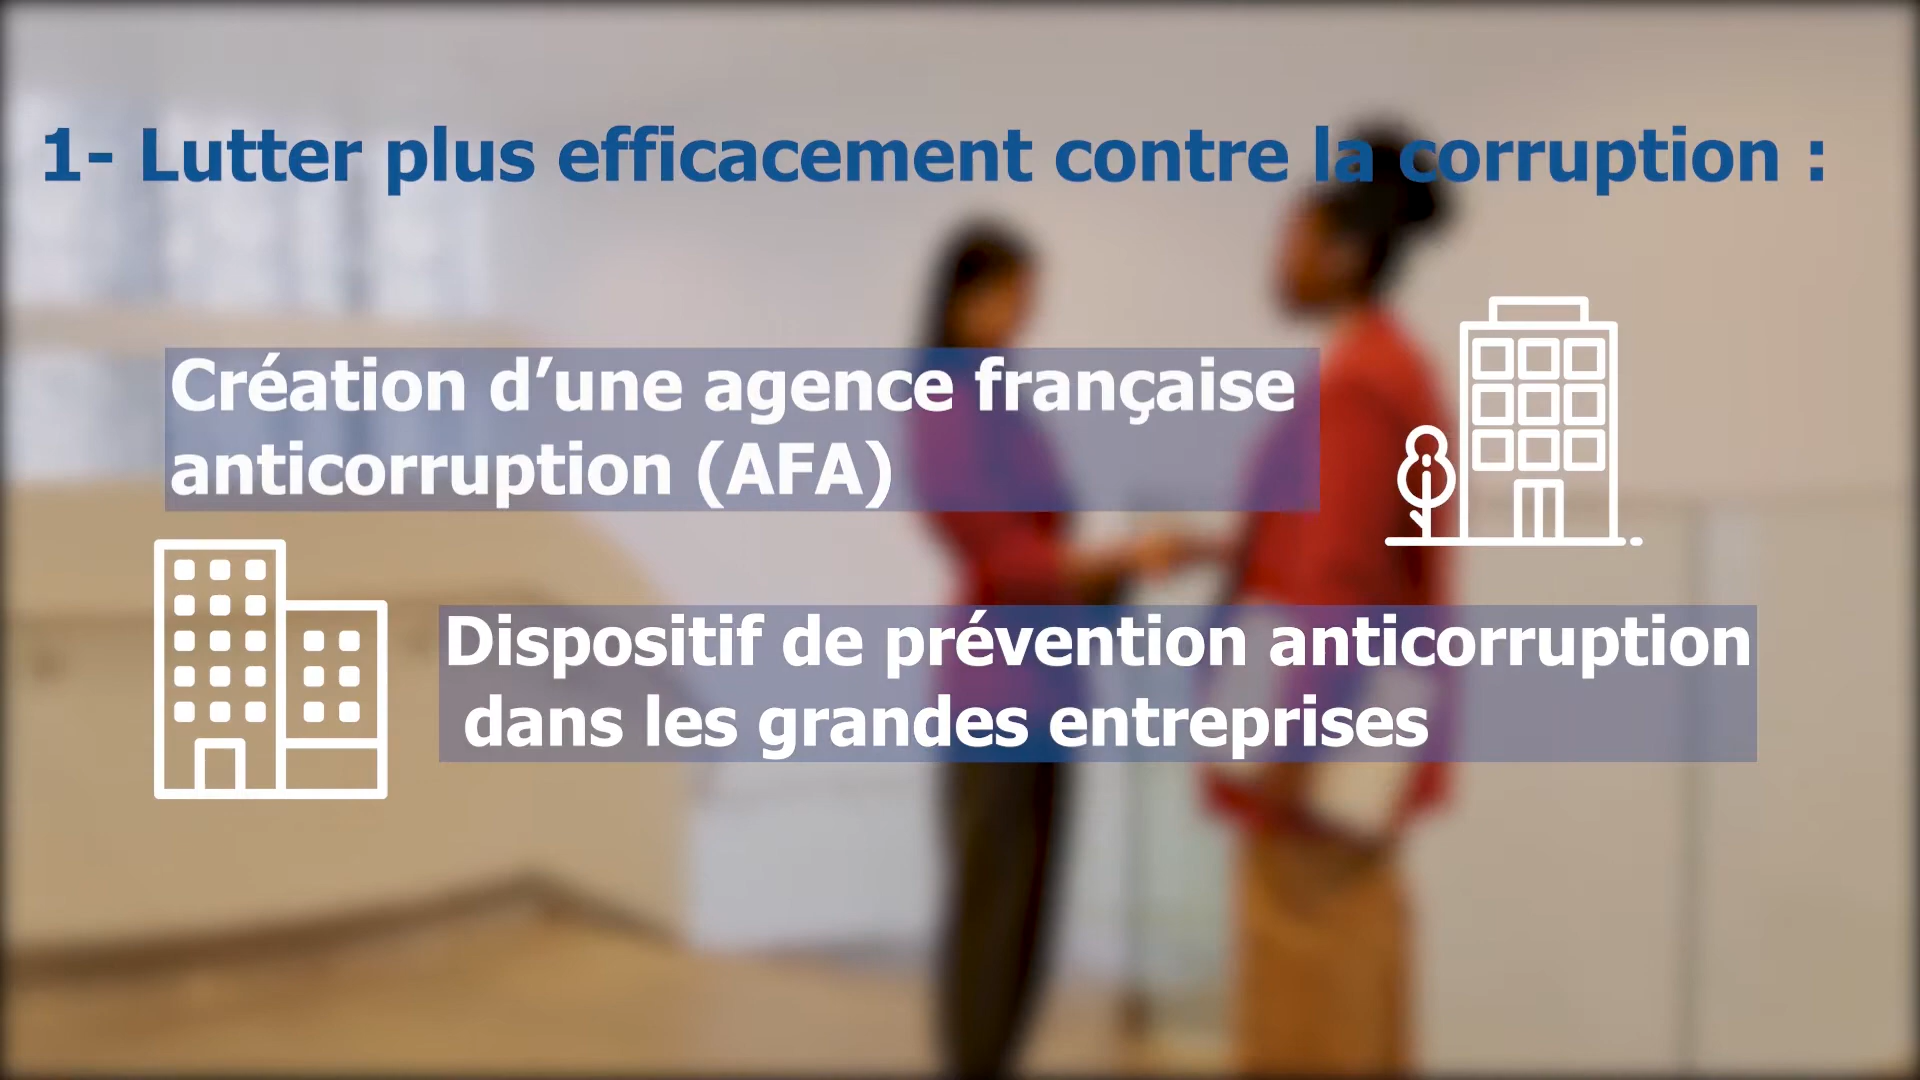 1- Lutter plus efficacement contre la corruption :
Création d’une agence française
anticorruption (AFA)
Dispositif de prévention anticorruption
dans les grandes entreprises